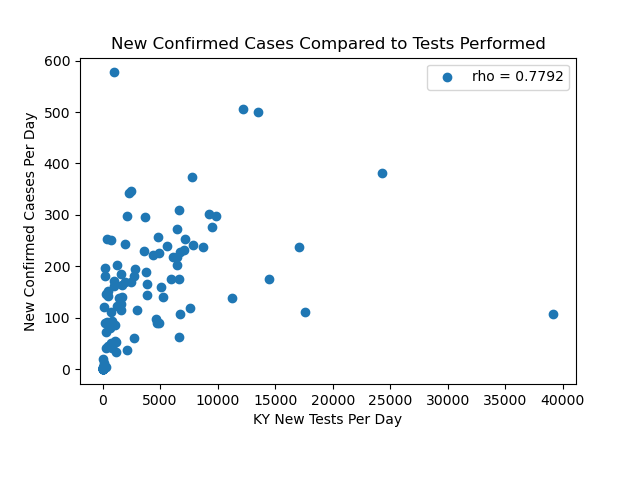 New Confirmed Cases Compared to Tests Performed
rho = 0.7792
New Confirmed Caeses Per Day
600
500
400
300
200
100
0
0 5000 10000 15000 20000 25000 30000 35000 40000
KY New Tests Per Day